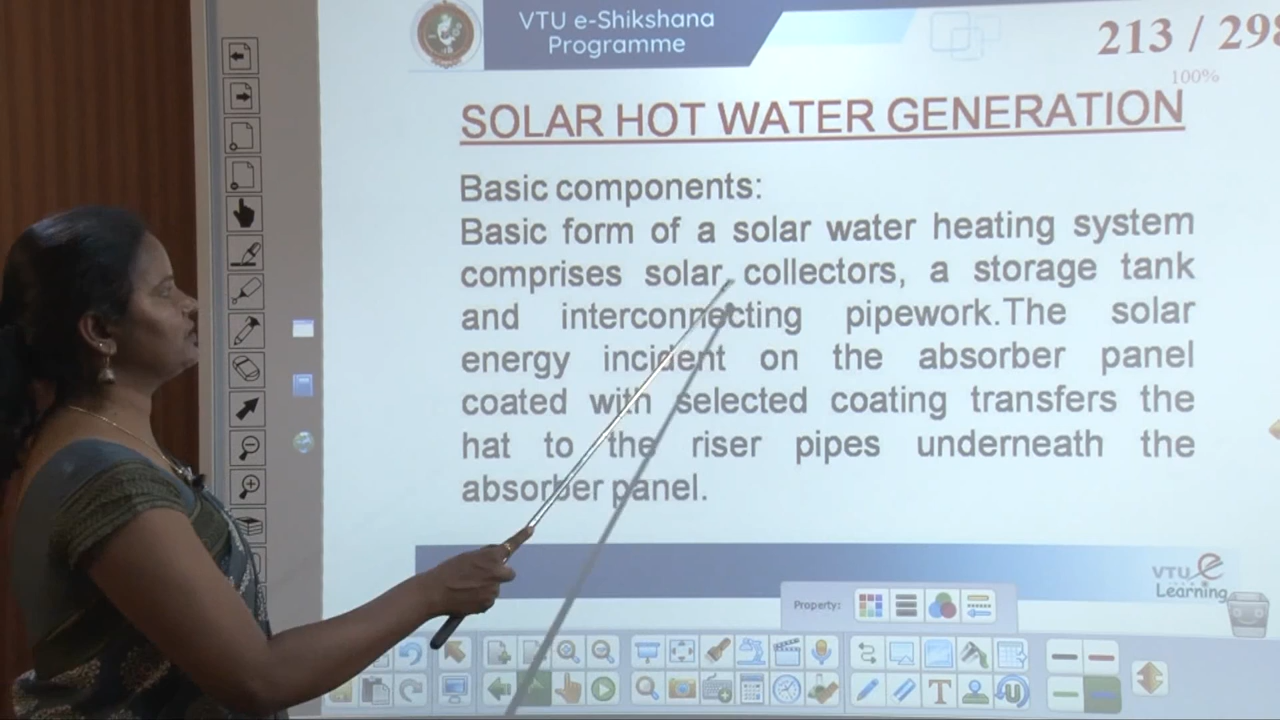 VTU e-Shikshana
Programme
213 / 298
100%
SOLAR HOT WATER GENERATION
Basic components:
Basic form of a solar water heating system
comprises solar collectors, a storage tank
and interconnecting pipework.The solar
energy incident on the absorber panel
coated with selected coating transfers the
hat to the riser pipes underneath the
absorber panel.
VTU e
Learning
Property: